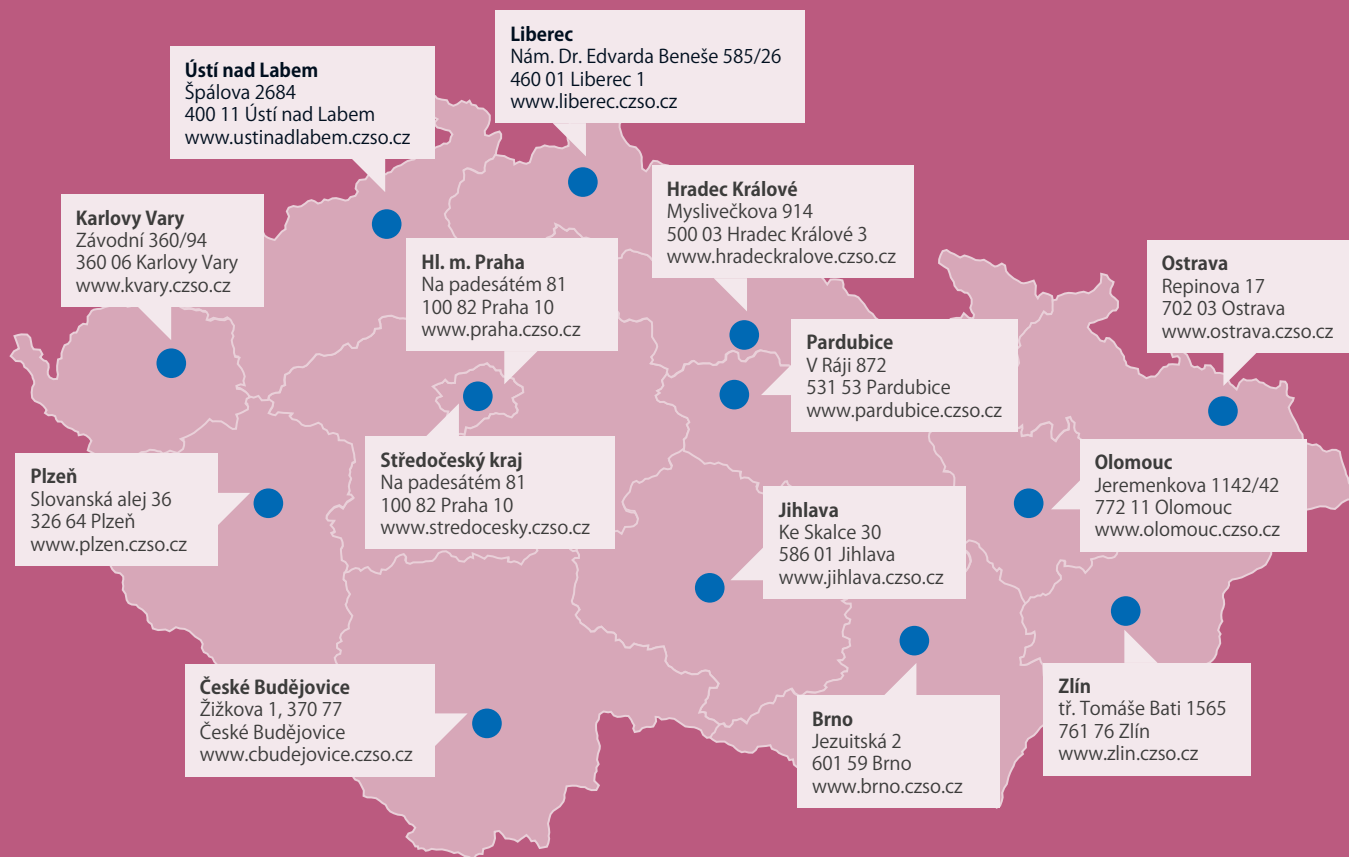 Liberec
Nám. Dr. Edvarda Beneše 585/26
460 01 Liberec 1
www.liberec.czso.cz
Ústí nad Labem
Špálova 2684
400 11 Ústí nad Labem
www.ustinadlabem.czso.cz
Hradec Králové
Myslivečkova 914
500 03 Hradec Králové 3
www.hradeckralove.czso.cz
Karlovy Vary
Závodní 360/94
360 06 Karlovy Vary
www.kvary.czso.cz
Hl. m. Praha
Na padesátém 81
100 82 Praha 10
www.praha.czso.cz
Ostrava
Repinova 17
702 03 Ostrava
www.ostrava.czso.cz
Pardubice
V Ráji 872
531 53 Pardubice
www.pardubice.czso.cz
Středočeský kraj
Na padesátém 81
100 82 Praha 10
www.stredocesky.czso.cz
Plzeň
Slovanská alej 36
326 64 Plzeň
www.plzen.czso.cz
Olomouc
Jeremenkova 1142/42
772 11 Olomouc
www.olomouc.czso.cz
Jihlava
Ke Skalce 30
586 01 Jihlava
www.jihlava.czso.cz
České Budějovice
Žižkova 1, 370 77
České Budějovice
www.cbudejovice.czso.cz
Brno
Jezuitská 2
601 59 Brno
www.brno.czso.cz
Zlín
tř. Tomáše Bati 1565
761 76 Zlín
www.zlin.czso.cz